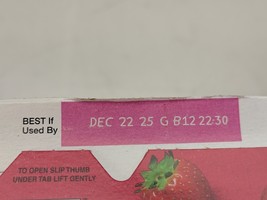 BEST If
Used By
DEC 22 25 G B12 22:30
TO OPEN SLIP THUMB
UNDER TAB LIFT GENTLY